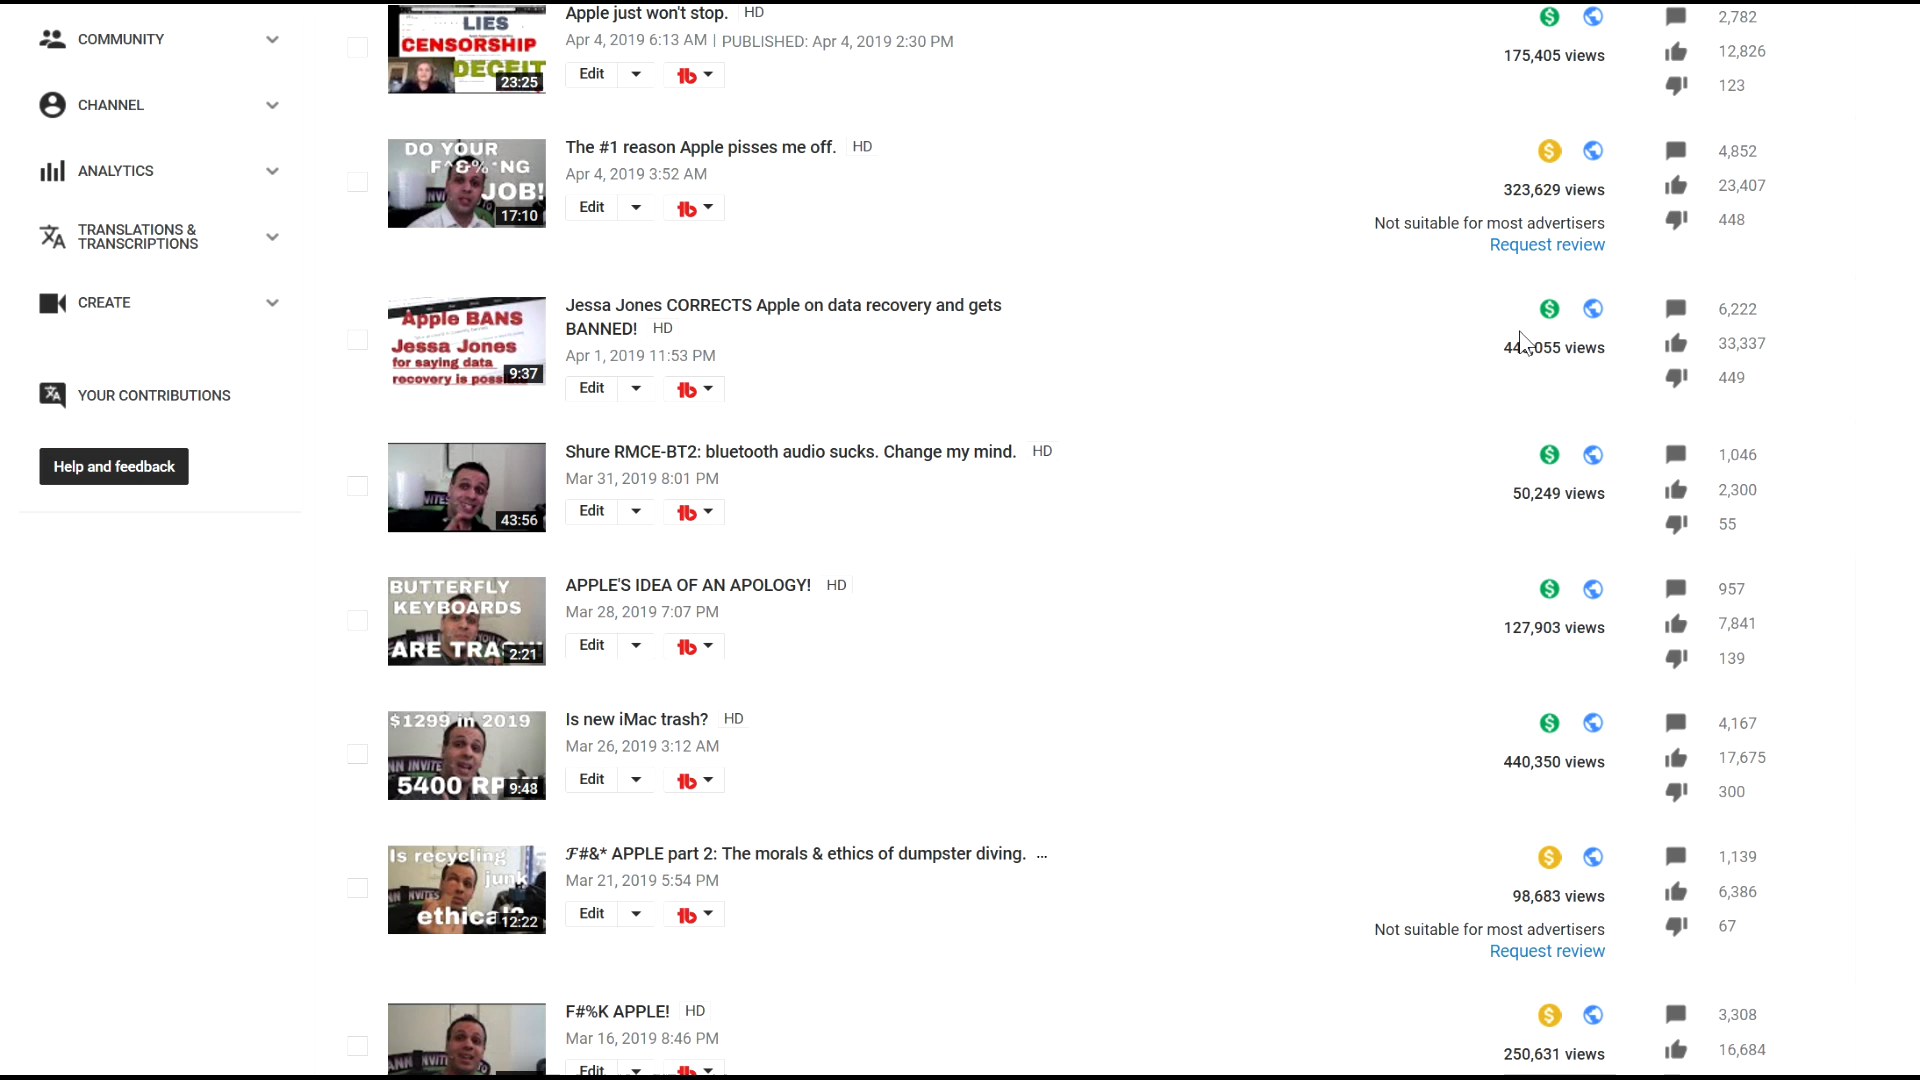 COMMUNITY
CHANNEL
ANALYTICS
TRANSLATIONS &
TRANSCRIPTIONS
CREATE
YOUR CONTRIBUTIONS
Help and feedback
LIES
CENSORSHIP
DECEIT
23:25
Apple just won't stop. HD
Apr 4, 2019 6:13 AM | PUBLISHED: Apr 4, 2019 2:30 PM
Edit
175,405 views
2,782
12,826
123
DO YOUR
F^&%*NG
JOB!
17:10
The #1 reason Apple pisses me off. HD
Apr 4, 2019 3:52 AM
Edit
323,629 views
Not suitable for most advertisers
Request review
4,852
23,407
448
Apple BANS
Jessa Jones
for saying data
recovery is
9:37
Jessa Jones CORRECTS Apple on data recovery and gets
BANNED! HD
Apr 1, 2019 11:53 PM
Edit
055 views
6,222
33,337
449
43:56
Shure RMCE-BT2: bluetooth audio sucks. Change my mind. HD
Mar 31, 2019 8:01 PM
Edit
50,249 views
1,046
2,300
55
BUTTERFLY
KEYBOARDS
ARE
2:21
APPLE'S IDEA OF AN APOLOGY! HD
Mar 28, 2019 7:07 PM
Edit
127,903 views
957
7,841
139
$1299 in 2019
5400
9:48
Is new iMac trash? HD
Mar 26, 2019 3:12 AM
Edit
440,350 views
4,167
17,675
300
Is recycling
junk
12:22
ℱ#&* APPLE part 2: The morals & ethics of dumpster diving. ...
Mar 21, 2019 5:54 PM
Edit
98,683 views
Not suitable for most advertisers
Request review
1,139
6,386
67
F#%K APPLE! HD
Mar 16, 2019 8:46 PM
Edit
250,631 views
3,308
16,684